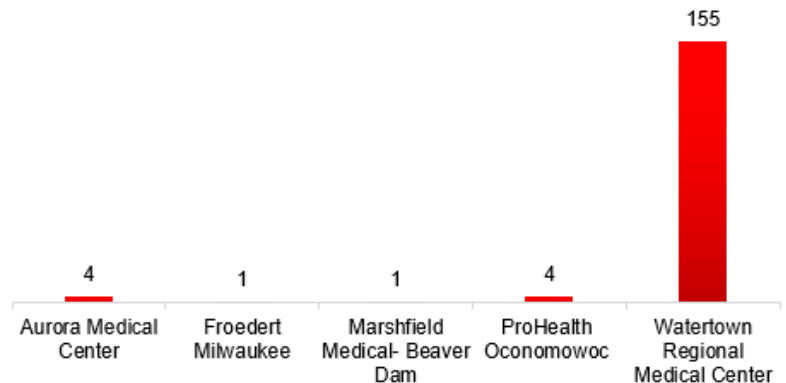 155
4
1
1
4
Aurora Medical
Center
Froedert
Milwaukee
Marshfield
Medical- Beaver
Dam
ProHealth
Oconomowoc
Watertown
Regional
Medical Center